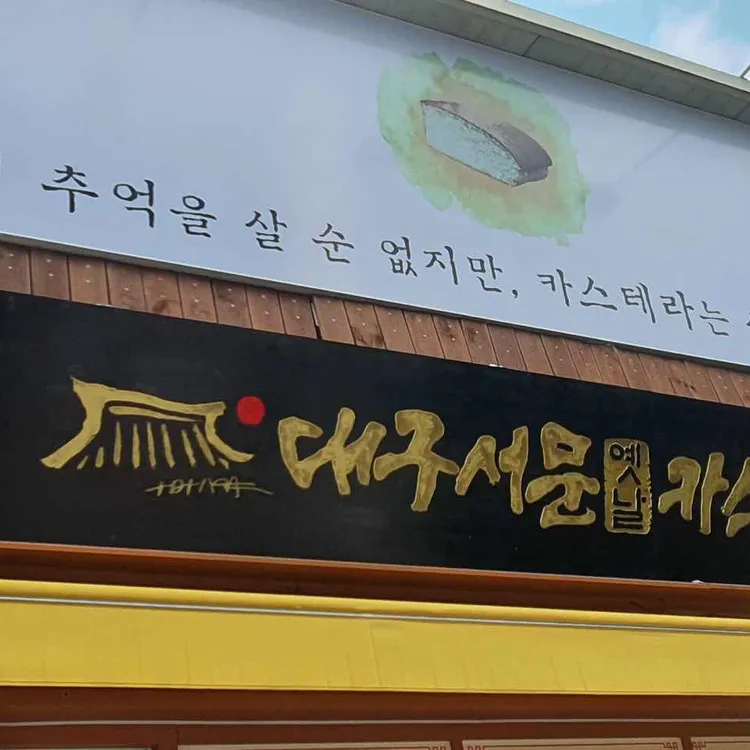 추억을 살 순 없지만, 카스테라는
대구서문 옛날 카스